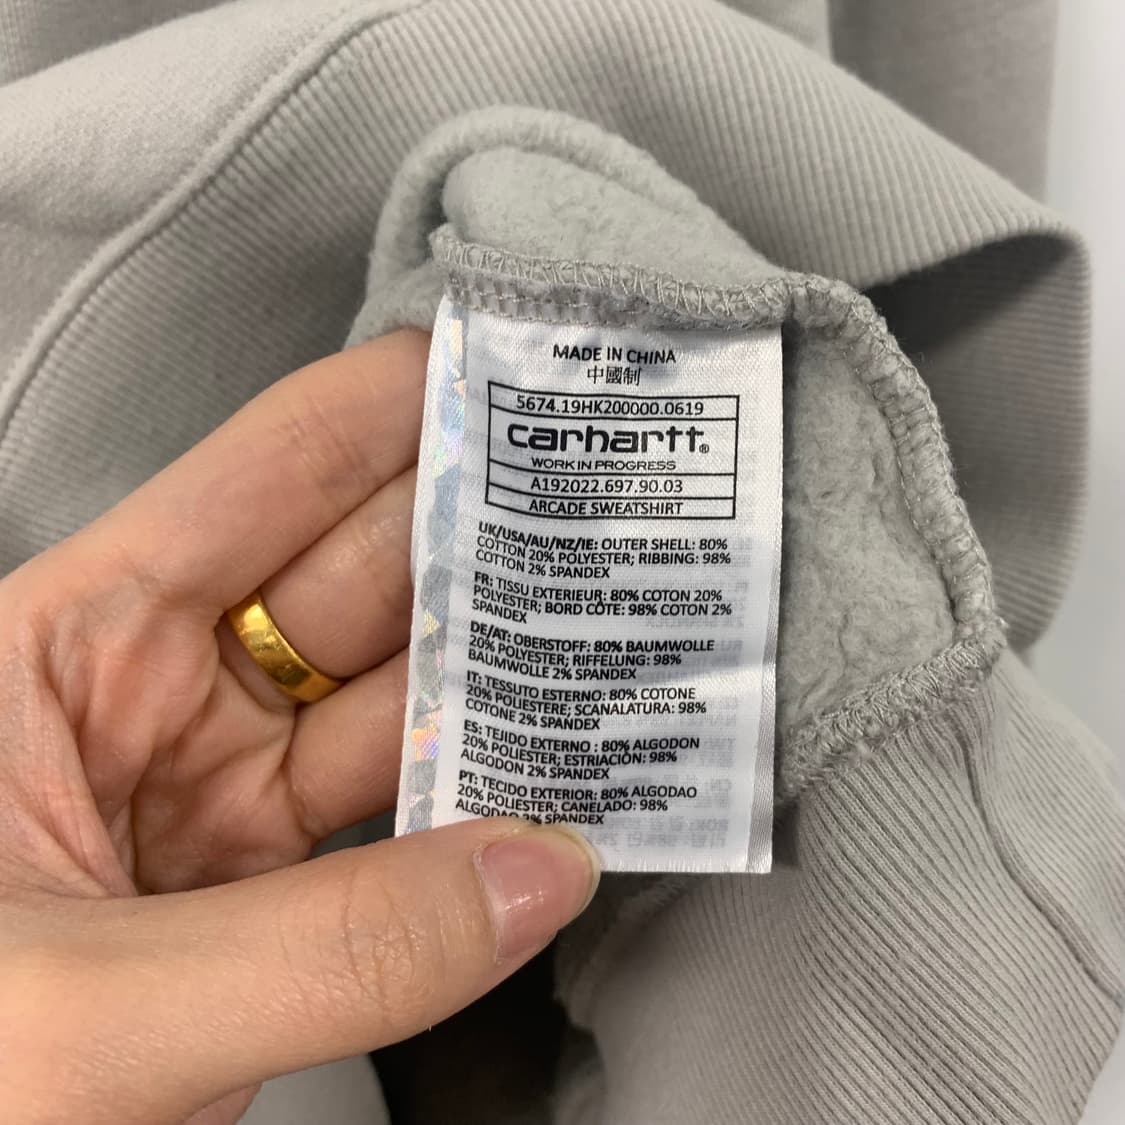 MADE IN CHINA
中國制
5674.19HK200000.0619
carhartt®
WORK IN PROGRESS
A192022.697.90.03
ARCADE SWEATSHIRT
UK/USA/AU/NZ/IE: OUTER SHELL: 80%
COTTON 20% POLYESTER; RIBBING: 98%
COTTON 2% SPANDEX
FR: TISSU EXTERIEUR: 80% COTON 20%
POLYESTER; BORD CÔTE: 98% COTON 2%
SPANDEX
DE/AT: OBERSTOFF: 80% BAUMWOLLE
20% POLYESTER; RIFFELUNG: 98%
BAUMWOLLE 2% SPANDEX
IT: TESSUTO ESTERNO: 80% COTONE
20% POLIESTERE; SCANALATURA: 98%
COTONE 2% SPANDEX
ES: TEJIDO EXTERNO : 80% ALGODON
20% POLIESTER; ESTRIACIÓN: 98%
ALGODON 2% SPANDEX
PT: TECIDO EXTERIOR: 80% ALGODAO
20% POLIESTER; CANELADO: 98%
ALGODAO 2% SPANDEX